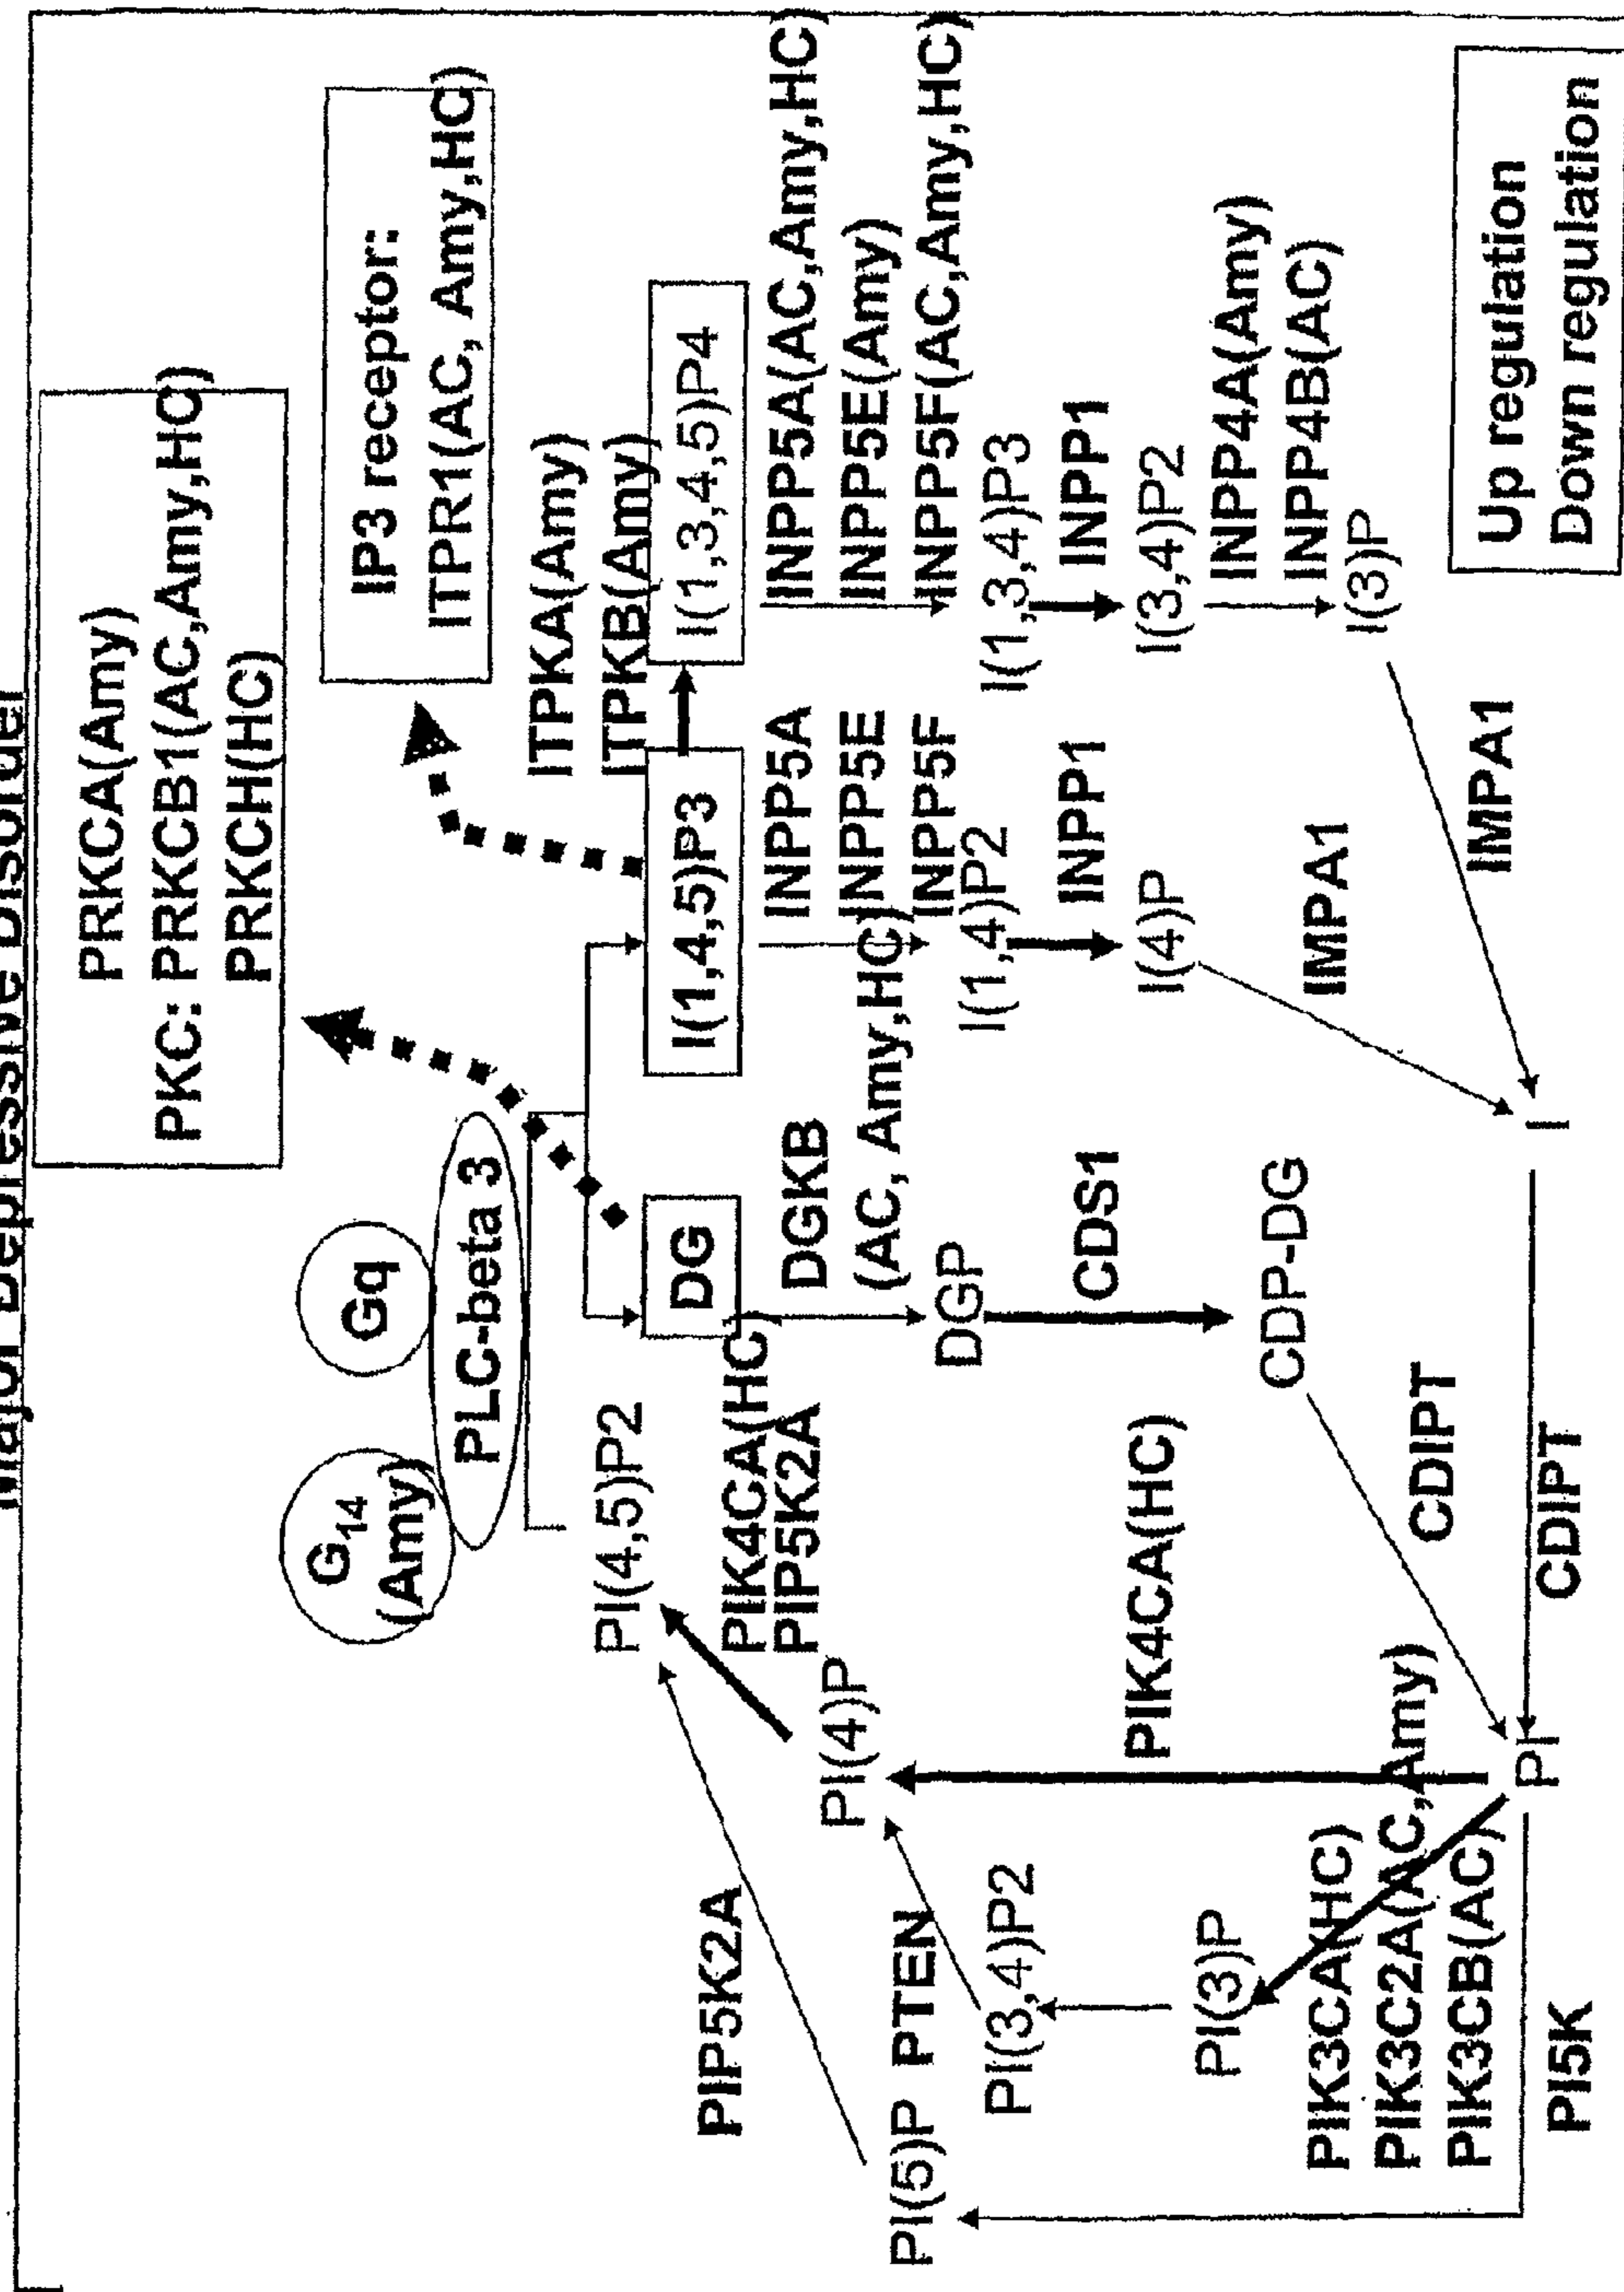 Major Depressive Disorder
PRKCA(Amy)
PKC: PRKCB1(AC,Amy,HC)
PRKCH(HC)
G14
(Amy)
Gq
PLC-beta 3
IP3 receptor:
ITPR1(AC, Amy,HC)
ITPKA(Amy)
ITPKB(Amy)
PI(4,5)P2
DG
I(1,4,5)P3
I(1,3,4,5)P4
PIP5K2A
PIK4CA(HC)
PIP5K2A
DGKB
(AC, Amy,HC)
INPP5A
INPP5E
INPP5F
INPP5A(AC,Amy,HC)
INPP5E(Amy)
INPP5F(AC,Amy,HC)
PI(4)P
PI(5)P
PTEN
DGP
I(1,4)P2
I(1,3,4)P3
PI(3,4)P2
CDS1
INPP1
INPP1
PIK4CA(HC)
I(4)P
I(3,4)P2
PI(3)P
CDP-DG
IMPA1
INPP4A(Amy)
INPP4B(AC)
I(3)P
PIK3CA(HC)
PIK3C2A(AC,Amy)
PIK3CB(AC)
CDIPT
IMPA1
PI
I
PI5K
CDIPT
Up regulation
Down regulation